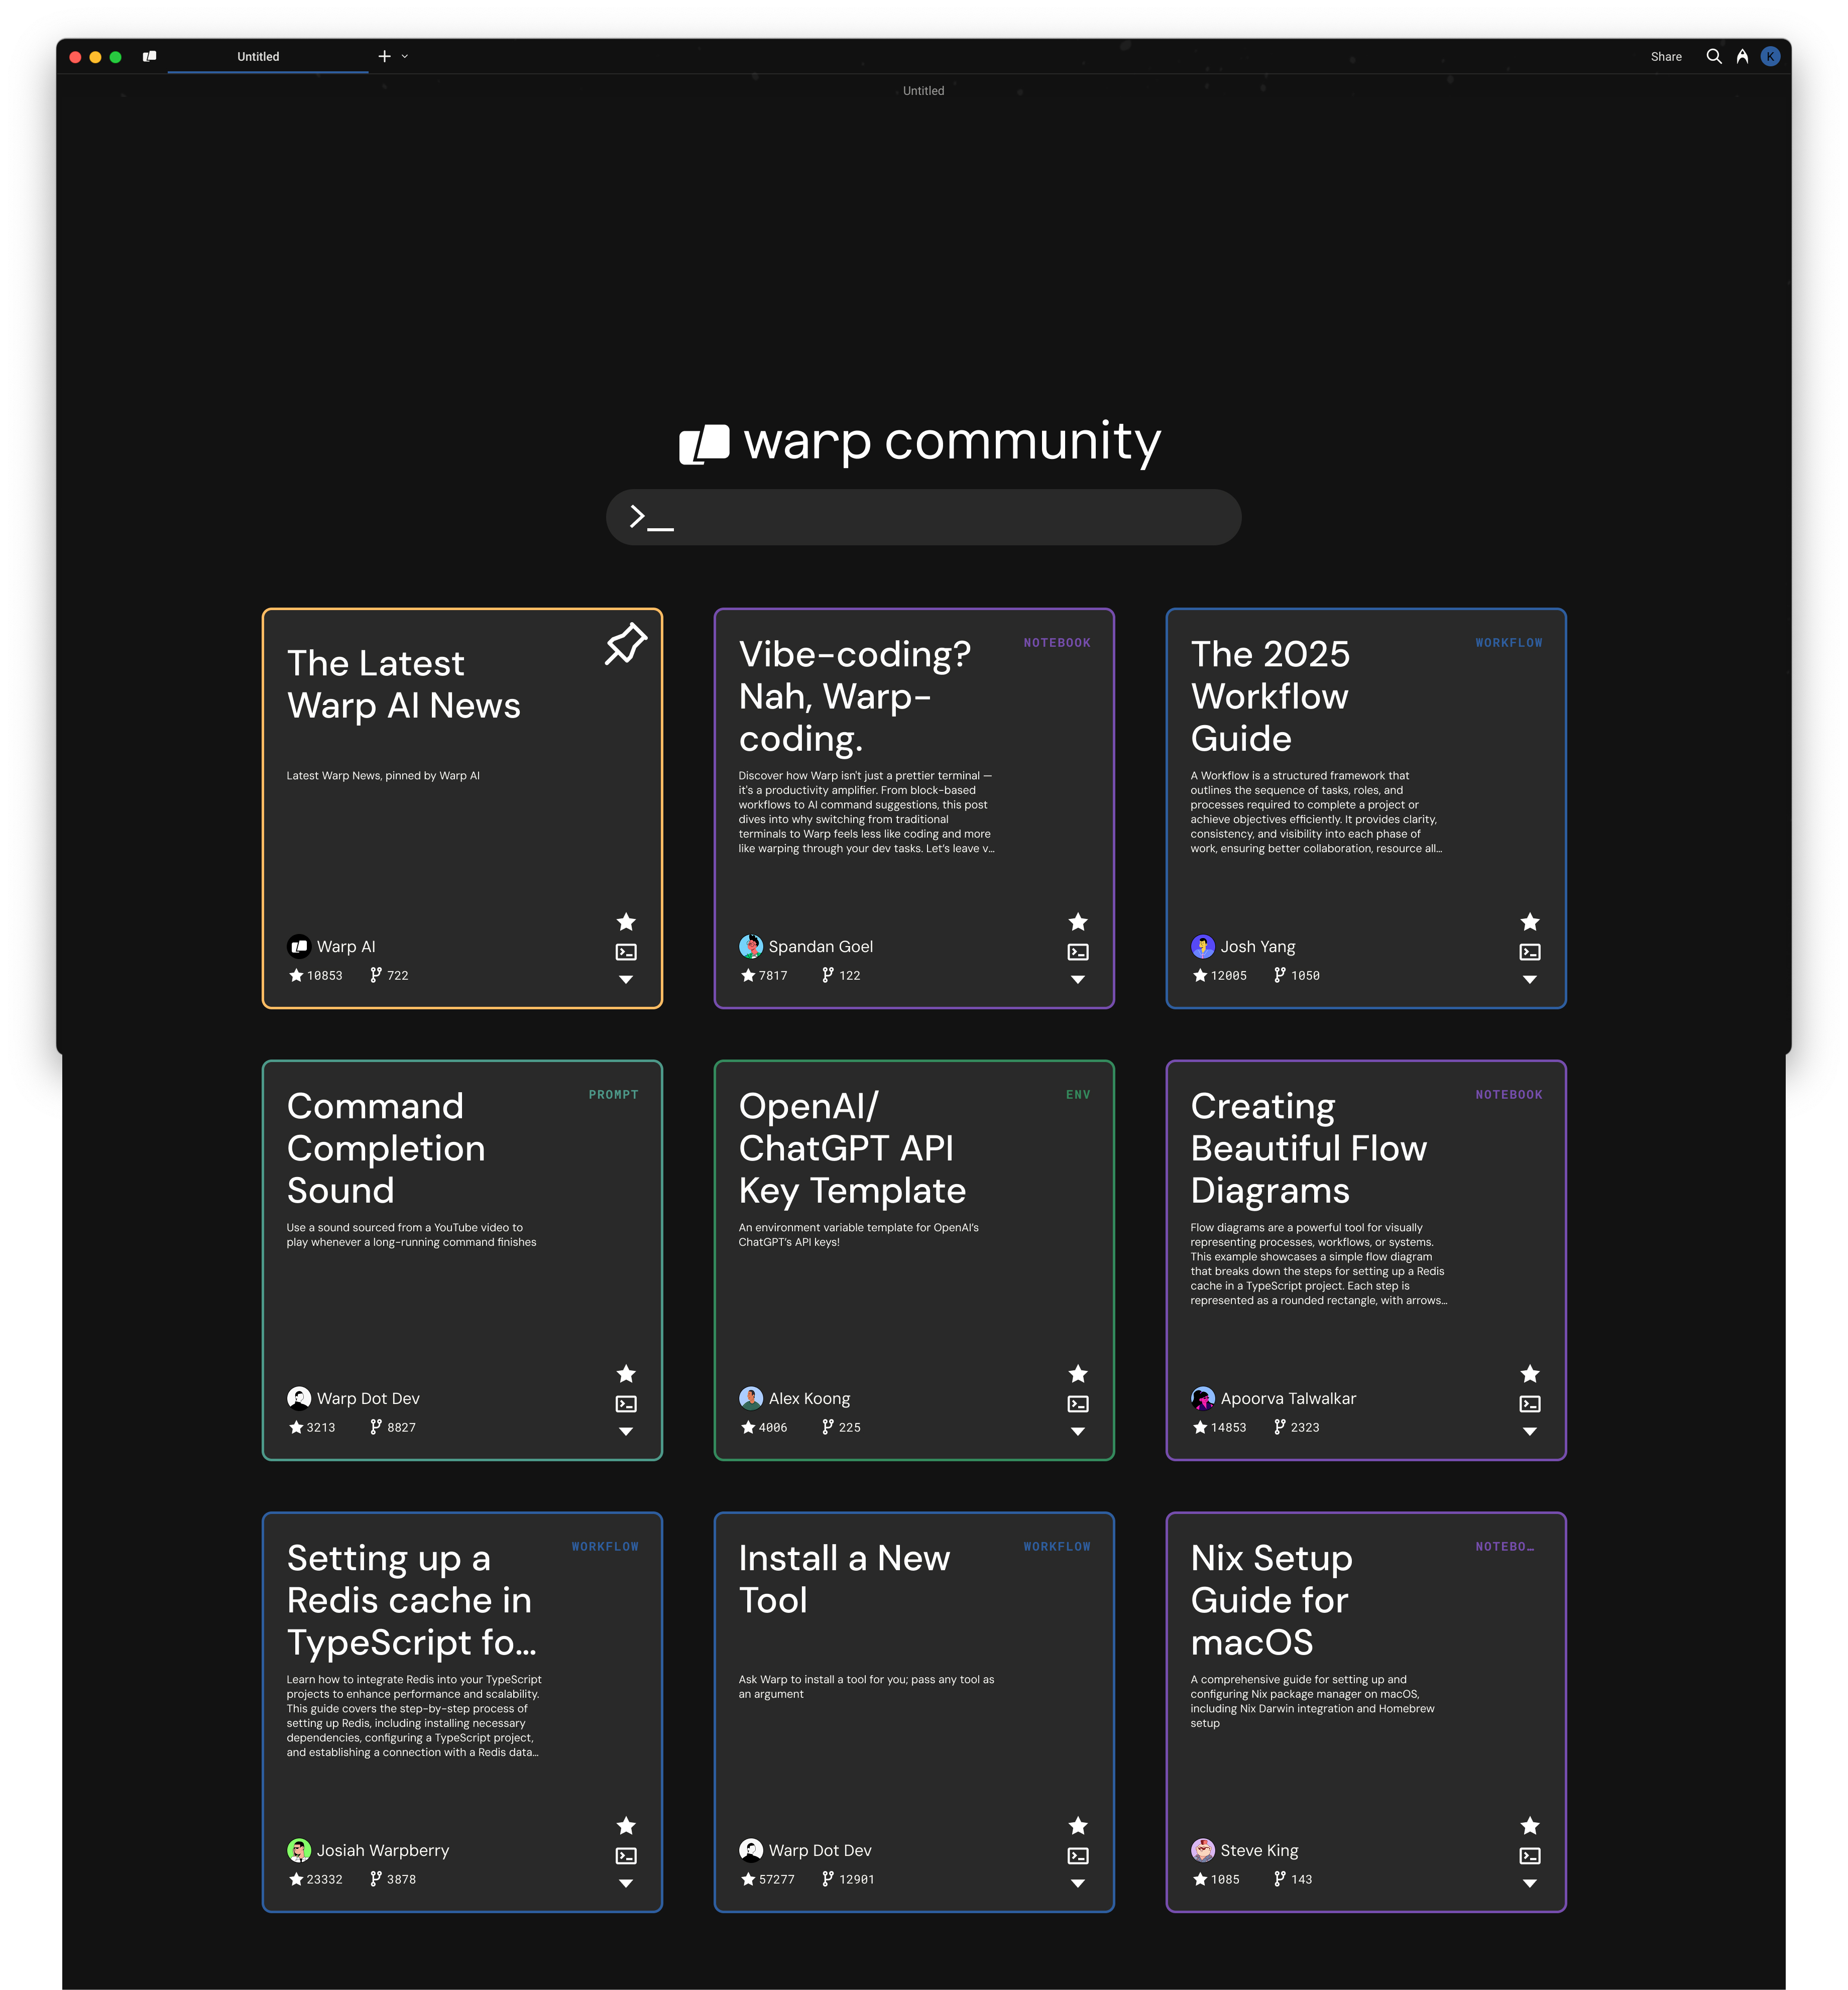 Untitled
Share
K
Untitled
warp community
>_
The Latest
Warp AI News
Latest Warp News, pinned by Warp AI
Warp AI
10853 722
Vibe-coding?
Nah, Warp-
coding.
NOTEBOOK
Discover how Warp isn't just a prettier terminal —
it's a productivity amplifier. From block-based
workflows to AI command suggestions, this post
dives into why switching from traditional
terminals to Warp feels less like coding and more
like warping through your dev tasks. Let's leave v...
Spandan Goel
7817 122
The 2025
Workflow
Guide
WORKFLOW
A Workflow is a structured framework that
outlines the sequence of tasks, roles, and
processes required to complete a project or
achieve objectives efficiently. It provides clarity,
consistency, and visibility into each phase of
work, ensuring better collaboration, resource all...
Josh Yang
12005 1050
Command
Completion
Sound
PROMPT
Use a sound sourced from a YouTube video to
play whenever a long-running command finishes
Warp Dot Dev
3213 8827
OpenAI/
ChatGPT API
Key Template
ENV
An environment variable template for OpenAI's
ChatGPT's API keys!
Alex Koong
4006 225
Creating
Beautiful Flow
Diagrams
NOTEBOOK
Flow diagrams are a powerful tool for visually
representing processes, workflows, or systems.
This example showcases a simple flow diagram
that breaks down the steps for setting up a Redis
cache in a TypeScript project. Each step is
represented as a rounded rectangle, with arrows...
Apoorva Talwalkar
14853 2323
Setting up a
Redis cache in
TypeScript fo...
WORKFLOW
Learn how to integrate Redis into your TypeScript
projects to enhance performance and scalability.
This guide covers the step-by-step process of
setting up Redis, including installing necessary
dependencies, configuring a TypeScript project,
and establishing a connection with a Redis data...
Josiah Warpberry
23332 3878
Install a New
Tool
WORKFLOW
Ask Warp to install a tool for you; pass any tool as
an argument
Warp Dot Dev
57277 12901
Nix Setup
Guide for
macOS
NOTEBO...
A comprehensive guide for setting up and
configuring Nix package manager on macOS,
including Nix Darwin integration and Homebrew
setup
Steve King
1085 143